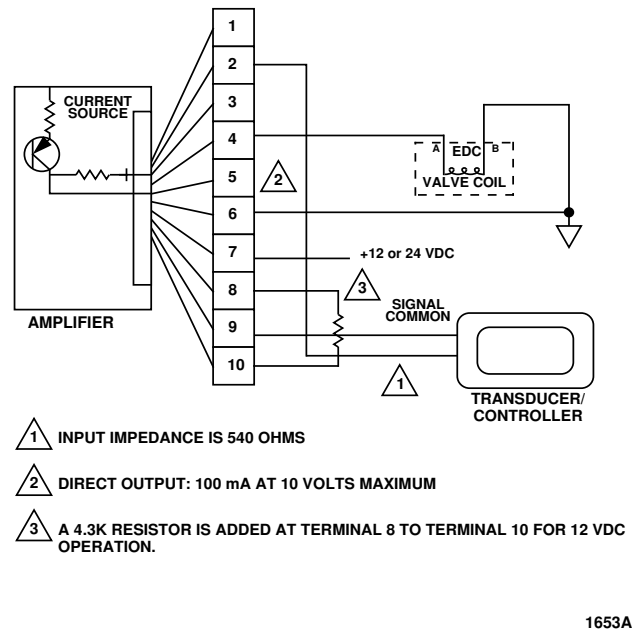 1
2
3
4
5
6
7
8
9
10
CURRENT
SOURCE
AMPLIFIER
A
EDC
B
VALVE COIL
2
+12 or 24 VDC
3
SIGNAL
COMMON
1
TRANSDUCER/
CONTROLLER
1 INPUT IMPEDANCE IS 540 OHMS
2 DIRECT OUTPUT: 100 mA AT 10 VOLTS MAXIMUM
3 A 4.3K RESISTOR IS ADDED AT TERMINAL 8 TO TERMINAL 10 FOR 12 VDC
OPERATION.
1653A